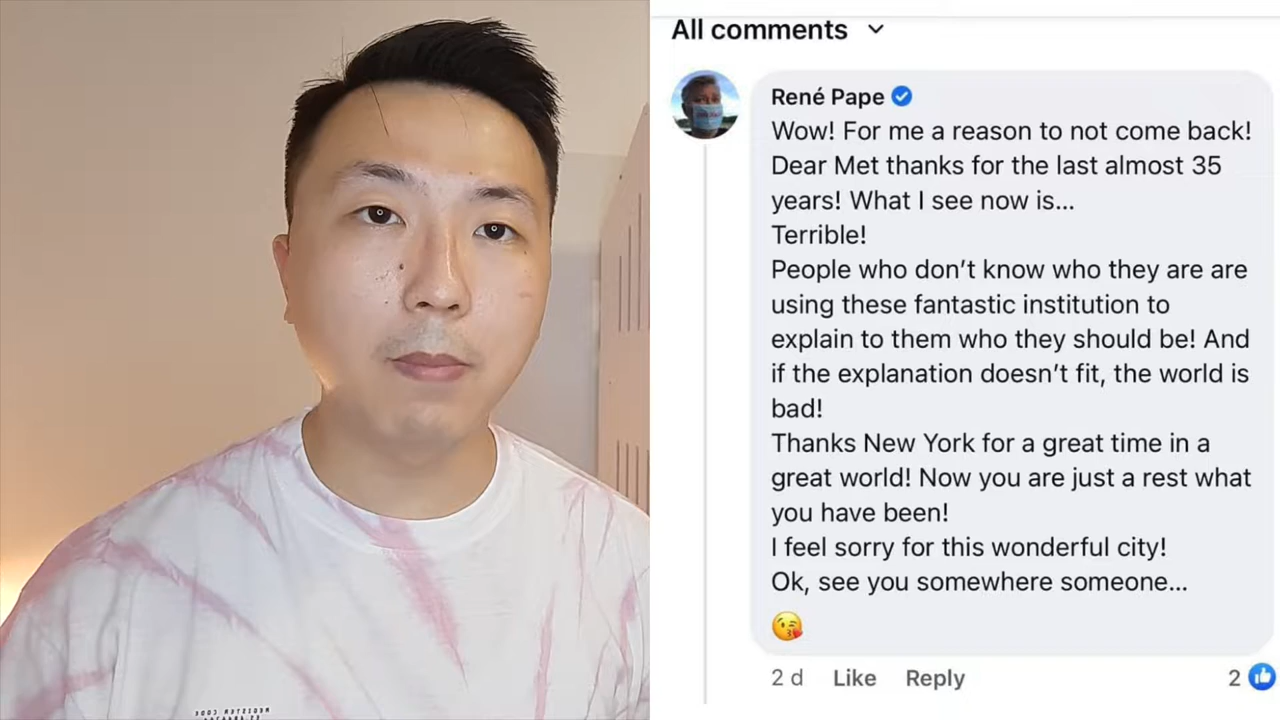 All comments
René Pape
Wow! For me a reason to not come back!
Dear Met thanks for the last almost 35
years! What I see now is...
Terrible!
People who don't know who they are are
using these fantastic institution to
explain to them who they should be! And
if the explanation doesn't fit, the world is
bad!
Thanks New York for a great time in a
great world! Now you are just a rest what
you have been!
I feel sorry for this wonderful city!
Ok, see you somewhere someone...
😘
2 d Like Reply 2